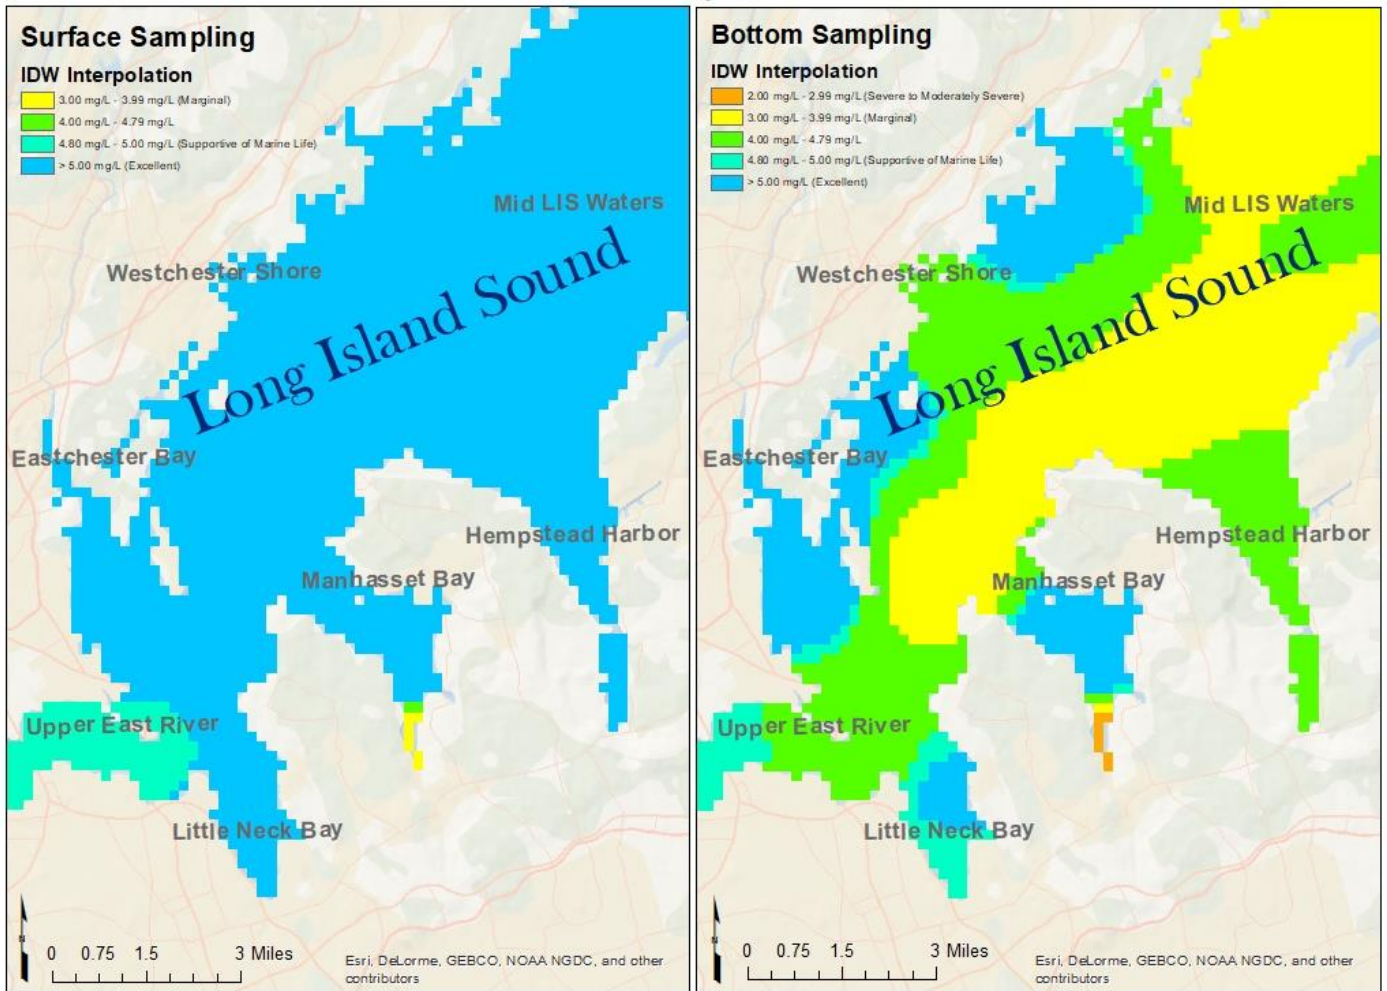 Surface Sampling
IDW Interpolation
3.00 mg/L - 3.99 mg/L (Marginal)
4.00 mg/L - 4.79 mg/L
4.80 mg/L - 5.00 mg/L (Supportive of Marine Life)
> 5.00 mg/L (Excellent)
Mid LIS Waters
Westchester Shore
Long Island Sound
Eastchester Bay
Hempstead Harbor
Manhasset Bay
Upper East River
Little Neck Bay
N
0 0.75 1.5 3 Miles
Esri, DeLorme, GEBCO, NOAA NGDC, and other
contributors
Bottom Sampling
IDW Interpolation
2.00 mg/L - 2.99 mg/L (Severe to Moderately Severe)
3.00 mg/L - 3.99 mg/L (Marginal)
4.00 mg/L - 4.79 mg/L
4.80 mg/L - 5.00 mg/L (Supportive of Marine Life)
> 5.00 mg/L (Excellent)
Mid LIS Waters
Westchester Shore
Long Island Sound
Eastchester Bay
Hempstead Harbor
Manhasset Bay
Upper East River
Little Neck Bay
N
0 0.75 1.5 3 Miles
Esri, DeLorme, GEBCO, NOAA NGDC, and other
contributors